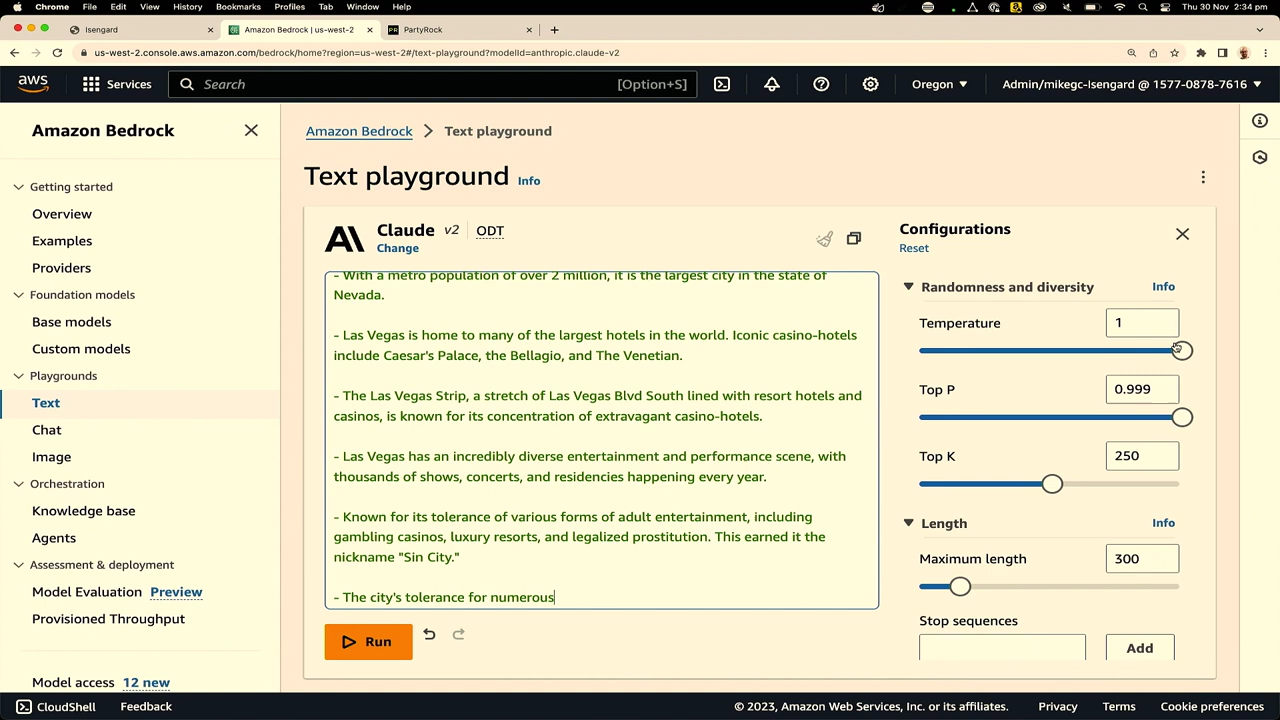 Chrome File Edit View History Bookmarks Profiles Tab Window Help Thu 30 Nov 2:34 pm
Isengard
Amazon Bedrock | us-west-2
PartyRock
us-west-2.console.aws.amazon.com/bedrock/home?region=us-west-2#/text-playground?modelId=anthropic.claude-v2
aws Services Search [Option+S] Oregon Admin/mikegc-Isengard @ 1577-0878-7616
Amazon Bedrock
Getting started
Overview
Examples
Providers
Foundation models
Base models
Custom models
Playgrounds
Text
Chat
Image
Orchestration
Knowledge base
Agents
Assessment & deployment
Model Evaluation Preview
Provisioned Throughput
Model access 12 new
Amazon Bedrock > Text playground
Text playground Info
Claude v2 ODT
Change
- With a metro population of over 2 million, it is the largest city in the state of
Nevada.
- Las Vegas is home to many of the largest hotels in the world. Iconic casino-hotels
include Caesar's Palace, the Bellagio, and The Venetian.
- The Las Vegas Strip, a stretch of Las Vegas Blvd South lined with resort hotels and
casinos, is known for its concentration of extravagant casino-hotels.
- Las Vegas has an incredibly diverse entertainment and performance scene, with
thousands of shows, concerts, and residencies happening every year.
- Known for its tolerance of various forms of adult entertainment, including
gambling casinos, luxury resorts, and legalized prostitution. This earned it the
nickname "Sin City."
- The city's tolerance for numerous
Run
Configurations
Reset
Randomness and diversity Info
Temperature 1
Top P 0.999
Top K 250
Length Info
Maximum length 300
Stop sequences
Add
CloudShell Feedback © 2023, Amazon Web Services, Inc. or its affiliates. Privacy Terms Cookie preferences